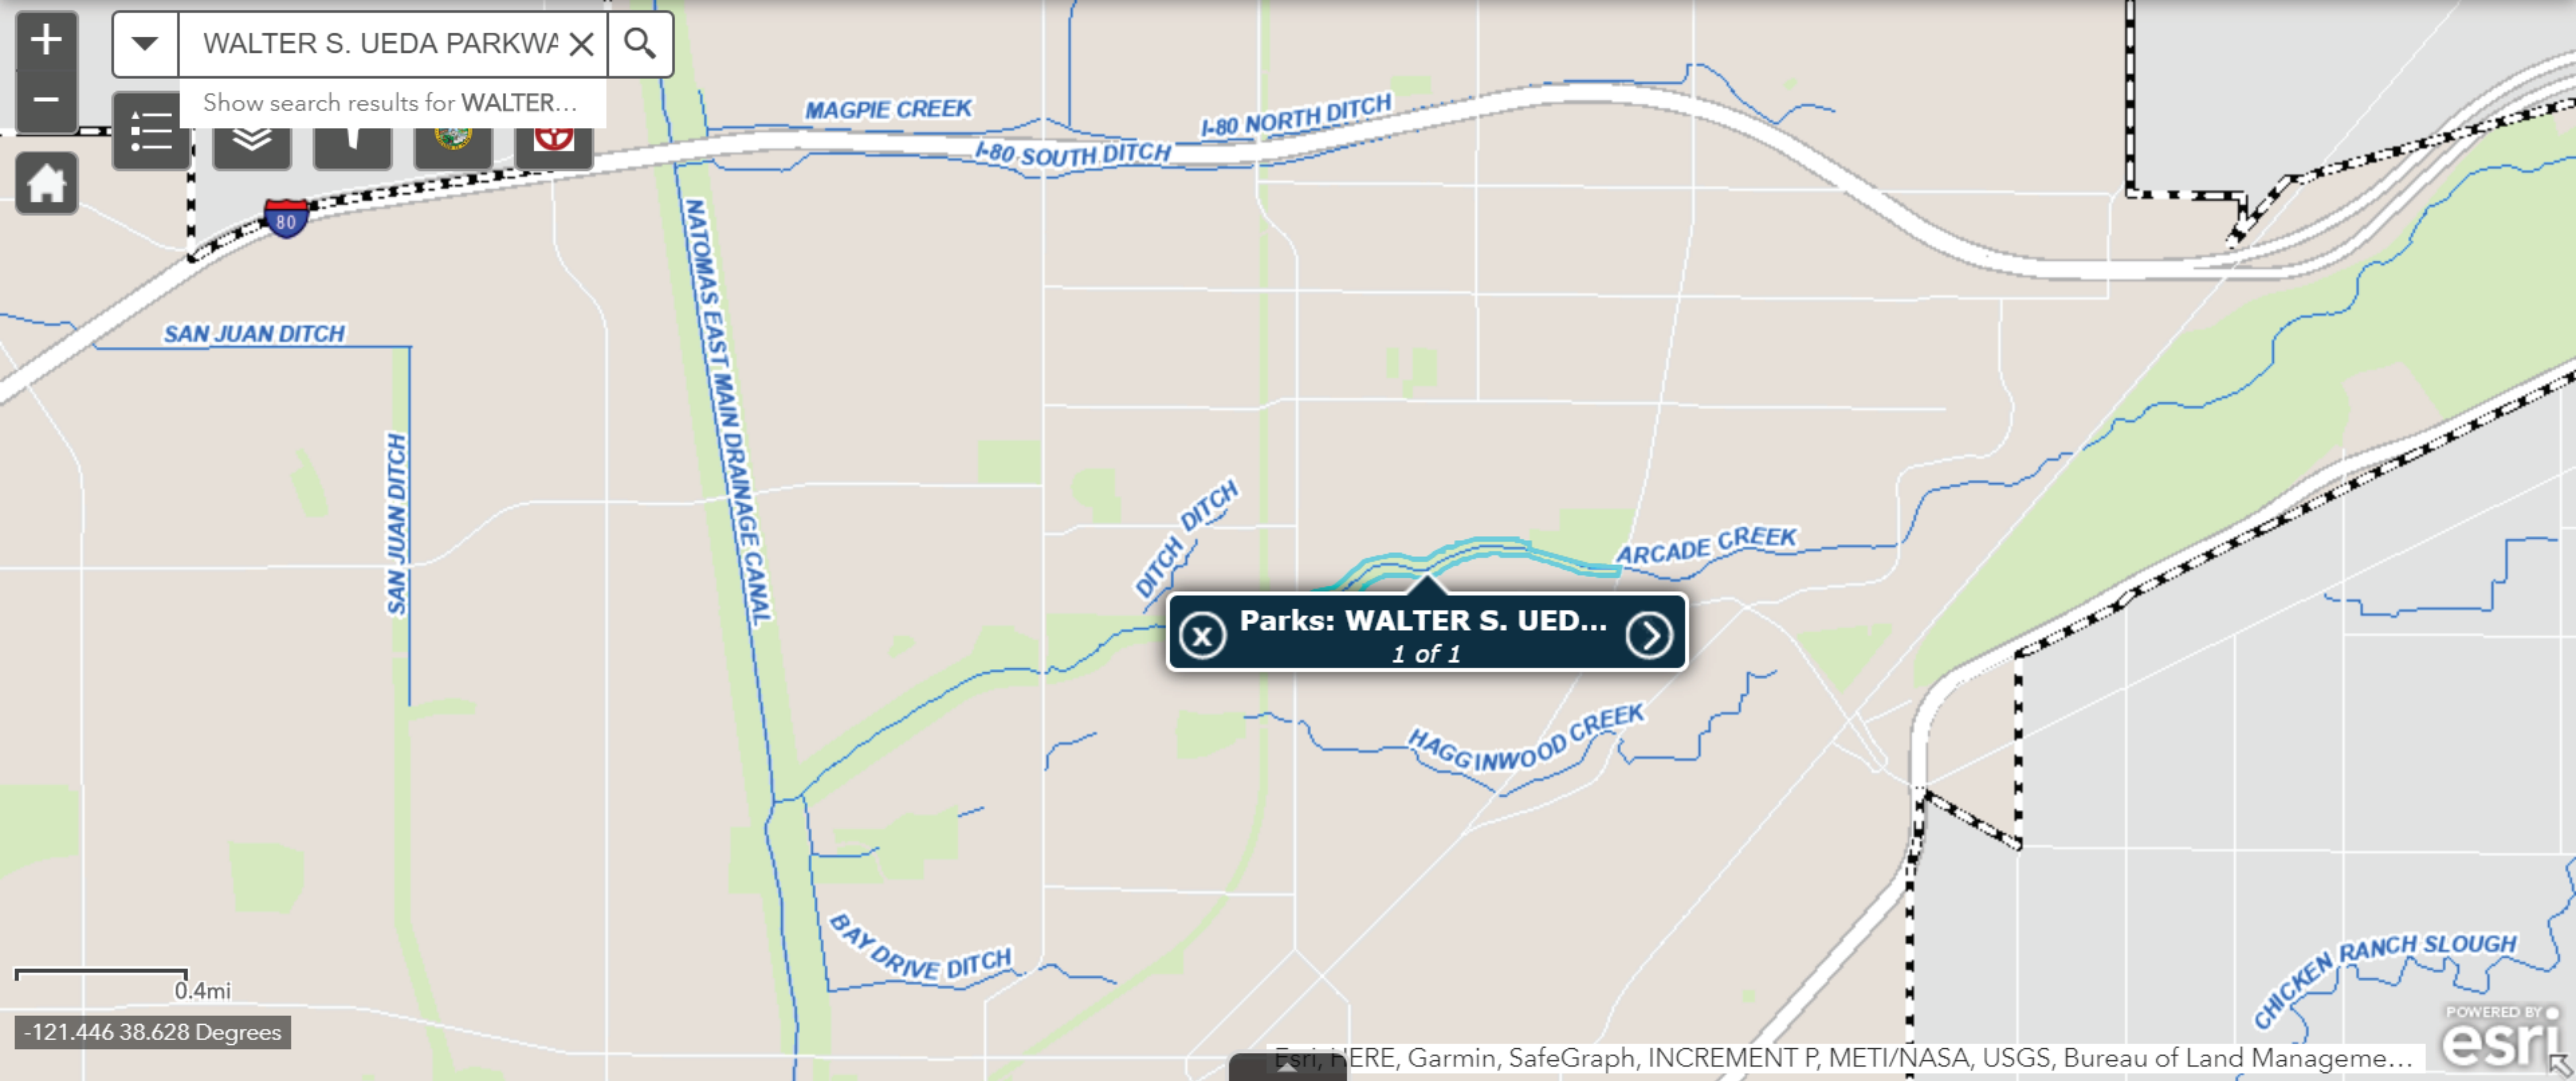 +
WALTER S. UEDA PARKWA
Show search results for WALTER...
−
MAGPIE CREEK
I-80 NORTH DITCH
I-80 SOUTH DITCH
80
NATOMAS EAST MAIN DRAINAGE CANAL
SAN JUAN DITCH
SAN JUAN DITCH
DITCH DITCH
ARCADE CREEK
Parks: WALTER S. UED...
1 of 1
x
HAGGINWOOD CREEK
BAY DRIVE DITCH
CHICKEN RANCH SLOUGH
0.4mi
-121.446 38.628 Degrees
POWERED BY
esri
Esri, HERE, Garmin, SafeGraph, INCREMENT P, METI/NASA, USGS, Bureau of Land Manageme...